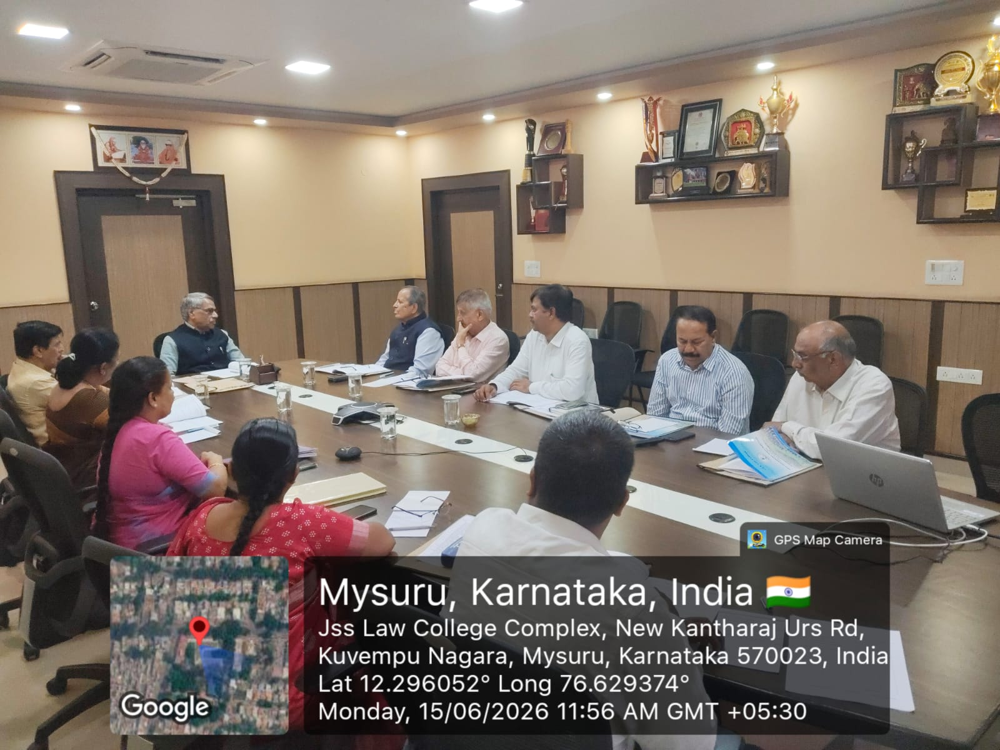 hp
GPS Map Camera
Mysuru, Karnataka, India
Jss Law College Complex, New Kantharaj Urs Rd,
Kuvempu Nagara, Mysuru, Karnataka 570023, India
Lat 12.296052° Long 76.629374°
Monday, 15/06/2026 11:56 AM GMT +05:30
Google